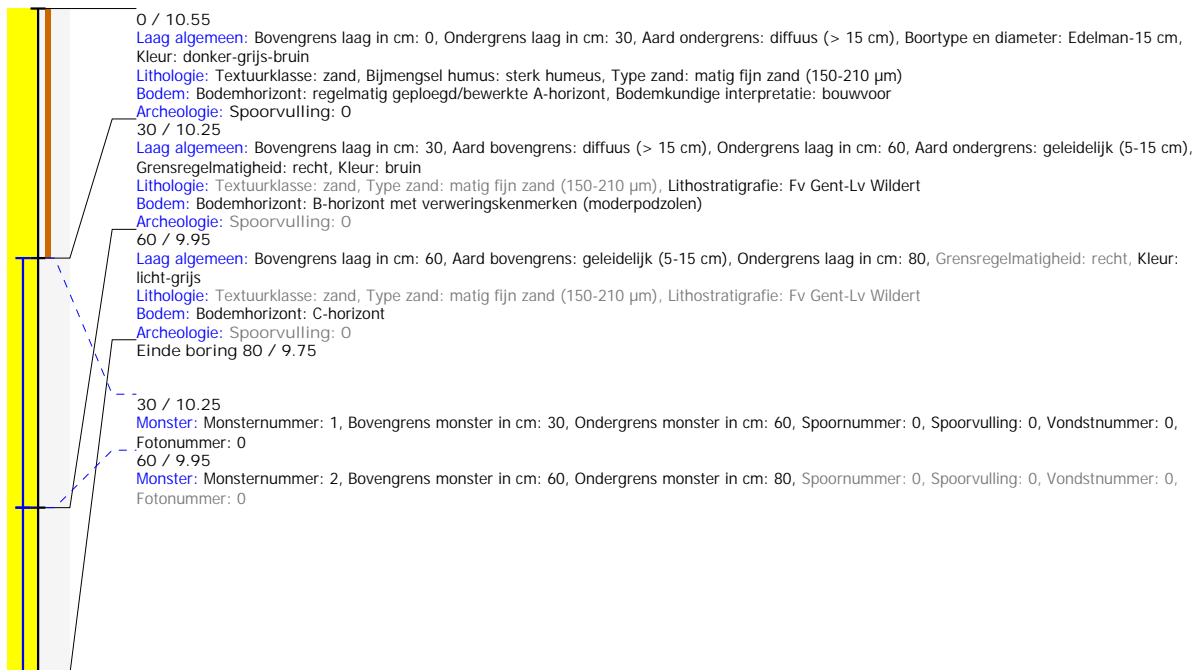 0 / 10.55
Laag algemeen: Bovengrens laag in cm: 0, Ondergrens laag in cm: 30, Aard ondergrens: diffuus (> 15 cm), Boortype en diameter: Edelman-15 cm,
Kleur: donker-grijs-bruin
Lithologie: Textuurklasse: zand, Bijmengsel humus: sterk humeus, Type zand: matig fijn zand (150-210 µm)
Bodem: Bodemhorizont: regelmatig geploegd/bewerkte A-horizont, Bodemkundige interpretatie: bouwvoor
Archeologie: Spoorvulling: 0
30 / 10.25
Laag algemeen: Bovengrens laag in cm: 30, Aard bovengrens: diffuus (> 15 cm), Ondergrens laag in cm: 60, Aard ondergrens: geleidelijk (5-15 cm),
Grensregelmatigheid: recht, Kleur: bruin
Lithologie: Textuurklasse: zand, Type zand: matig fijn zand (150-210 µm), Lithostratigrafie: Fv Gent-Lv Wildert
Bodem: Bodemhorizont: B-horizont met verweringskenmerken (moderpodzolen)
Archeologie: Spoorvulling: 0
60 / 9.95
Laag algemeen: Bovengrens laag in cm: 60, Aard bovengrens: geleidelijk (5-15 cm), Ondergrens laag in cm: 80, Grensregelmatigheid: recht, Kleur:
licht-grijs
Lithologie: Textuurklasse: zand, Type zand: matig fijn zand (150-210 µm), Lithostratigrafie: Fv Gent-Lv Wildert
Bodem: Bodemhorizont: C-horizont
Archeologie: Spoorvulling: 0
Einde boring 80 / 9.75
30 / 10.25
Monster: Monsternummer: 1, Bovengrens monster in cm: 30, Ondergrens monster in cm: 60, Spoornummer: 0, Spoorvulling: 0, Vondstnummer: 0,
Fotonummer: 0
60 / 9.95
Monster: Monsternummer: 2, Bovengrens monster in cm: 60, Ondergrens monster in cm: 80, Spoornummer: 0, Spoorvulling: 0, Vondstnummer: 0,
Fotonummer: 0